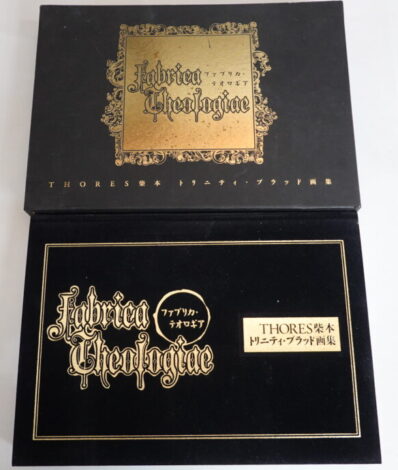 Fabrica
ファブリカ・
テオロギア
Theologiae
THORES柴本 トリニティ・ブラッド画集
Fabrica
ファブリカ・
テオロギア
Theologiae
THORES柴本
トリニティ・ブラッド画集